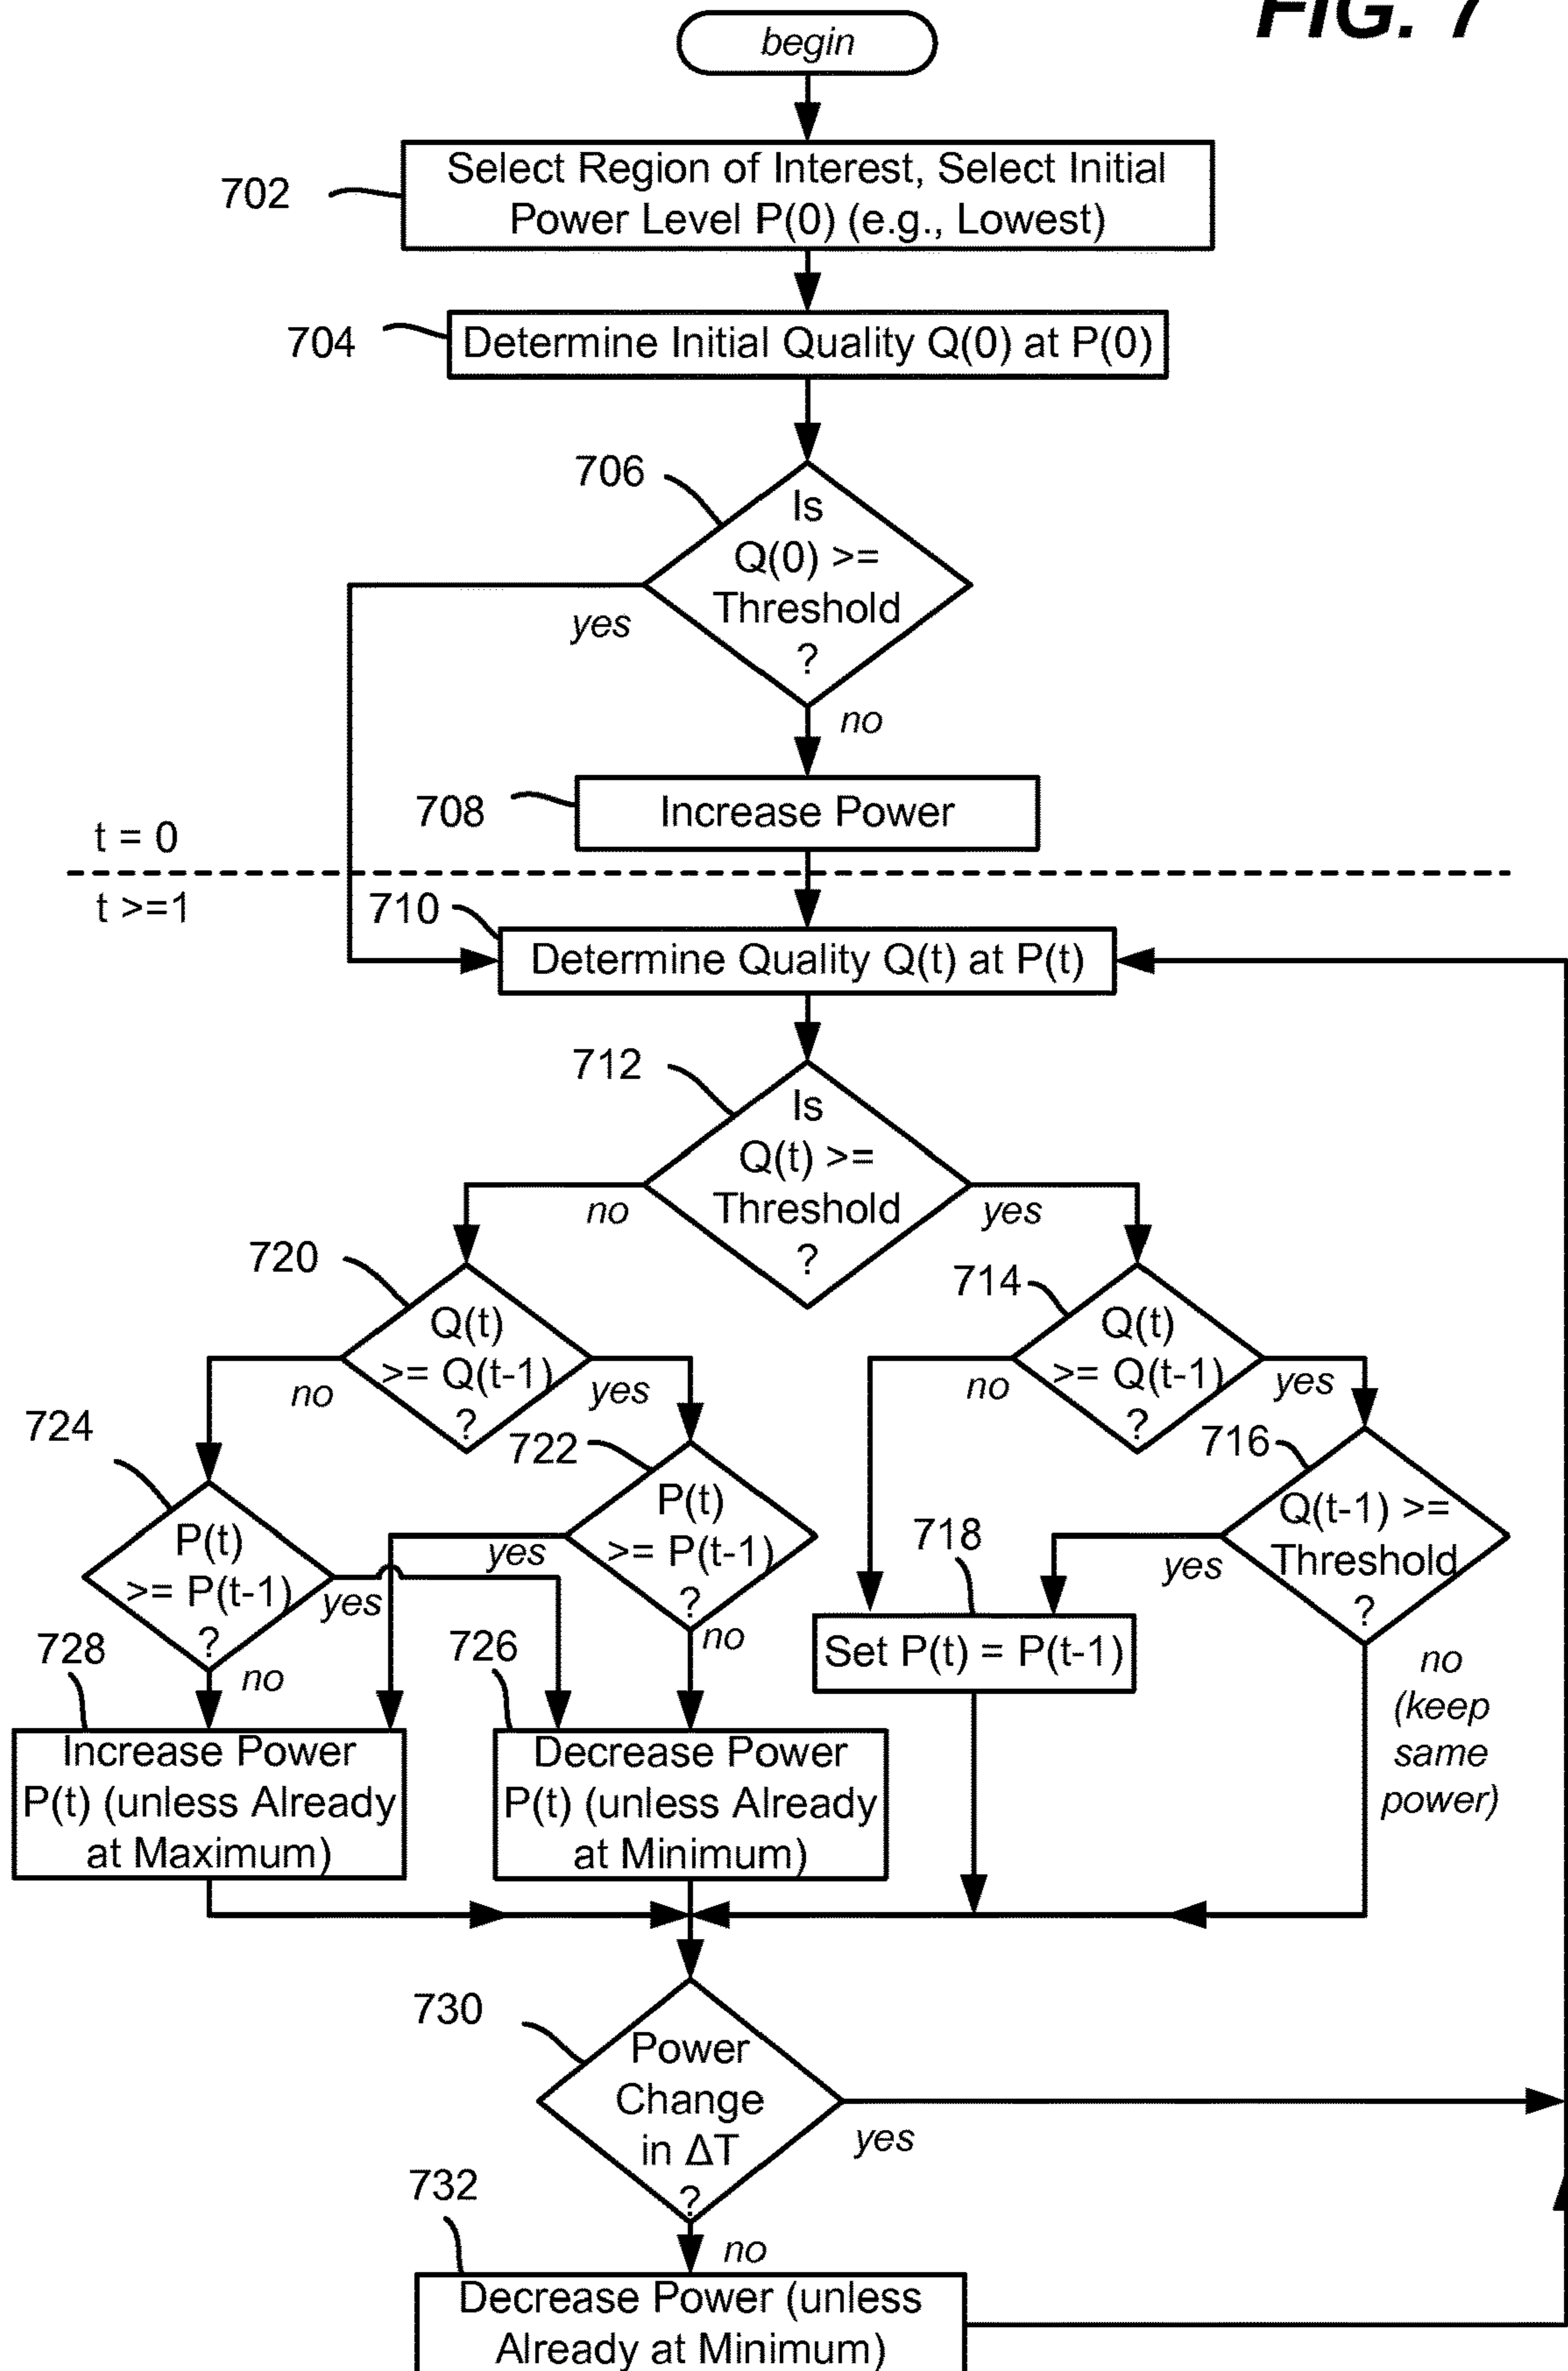 FIG. 7
begin
702
Select Region of Interest, Select Initial
Power Level P(0) (e.g., Lowest)
704
Determine Initial Quality Q(0) at P(0)
706
Is
Q(0) >=
Threshold
?
yes
no
708
Increase Power
t = 0
t >=1
710
Determine Quality Q(t) at P(t)
712
Is
Q(t) >=
Threshold
?
no
yes
720
Q(t)
>= Q(t-1)
?
no
yes
714
Q(t)
>= Q(t-1)
?
no
yes
724
P(t)
>= P(t-1)
?
yes
no
722
P(t)
>= P(t-1)
?
yes
no
716
Q(t-1) >=
Threshold
?
yes
no
(keep
same
power)
718
Set P(t) = P(t-1)
728
Increase Power
P(t) (unless Already
at Maximum)
726
Decrease Power
P(t) (unless Already
at Minimum)
730
Power
Change
in ΔT
?
yes
no
732
Decrease Power (unless
Already at Minimum)